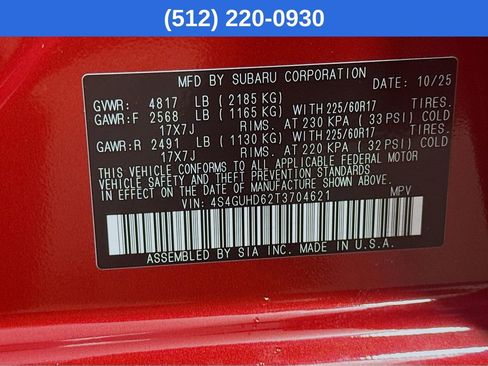 (512) 220-0930
MFD BY SUBARU CORPORATION
DATE: 10/25
GVWR: 4817 LB (2185 KG)
GAWR:F 2568 LB (1165 KG) WITH 225/60R17 TIRES.
17X7J RIMS. AT 230 KPA (33 PSI) COLD
GAWR:R 2491 LB (1130 KG) WITH 225/60R17 TIRES.
17X7J RIMS. AT 220 KPA (32 PSI) COLD
THIS VEHICLE CONFORMS TO ALL APPLICABLE FEDERAL MOTOR
VEHICLE SAFETY AND THEFT PREVENTION STANDARDS IN
EFFECT ON THE DATE OF MANUFACTURE SHOWN ABOVE.
VIN: 4S4GUHD62T3704621 MPV
ASSEMBLED BY SIA INC. MADE IN U.S.A.